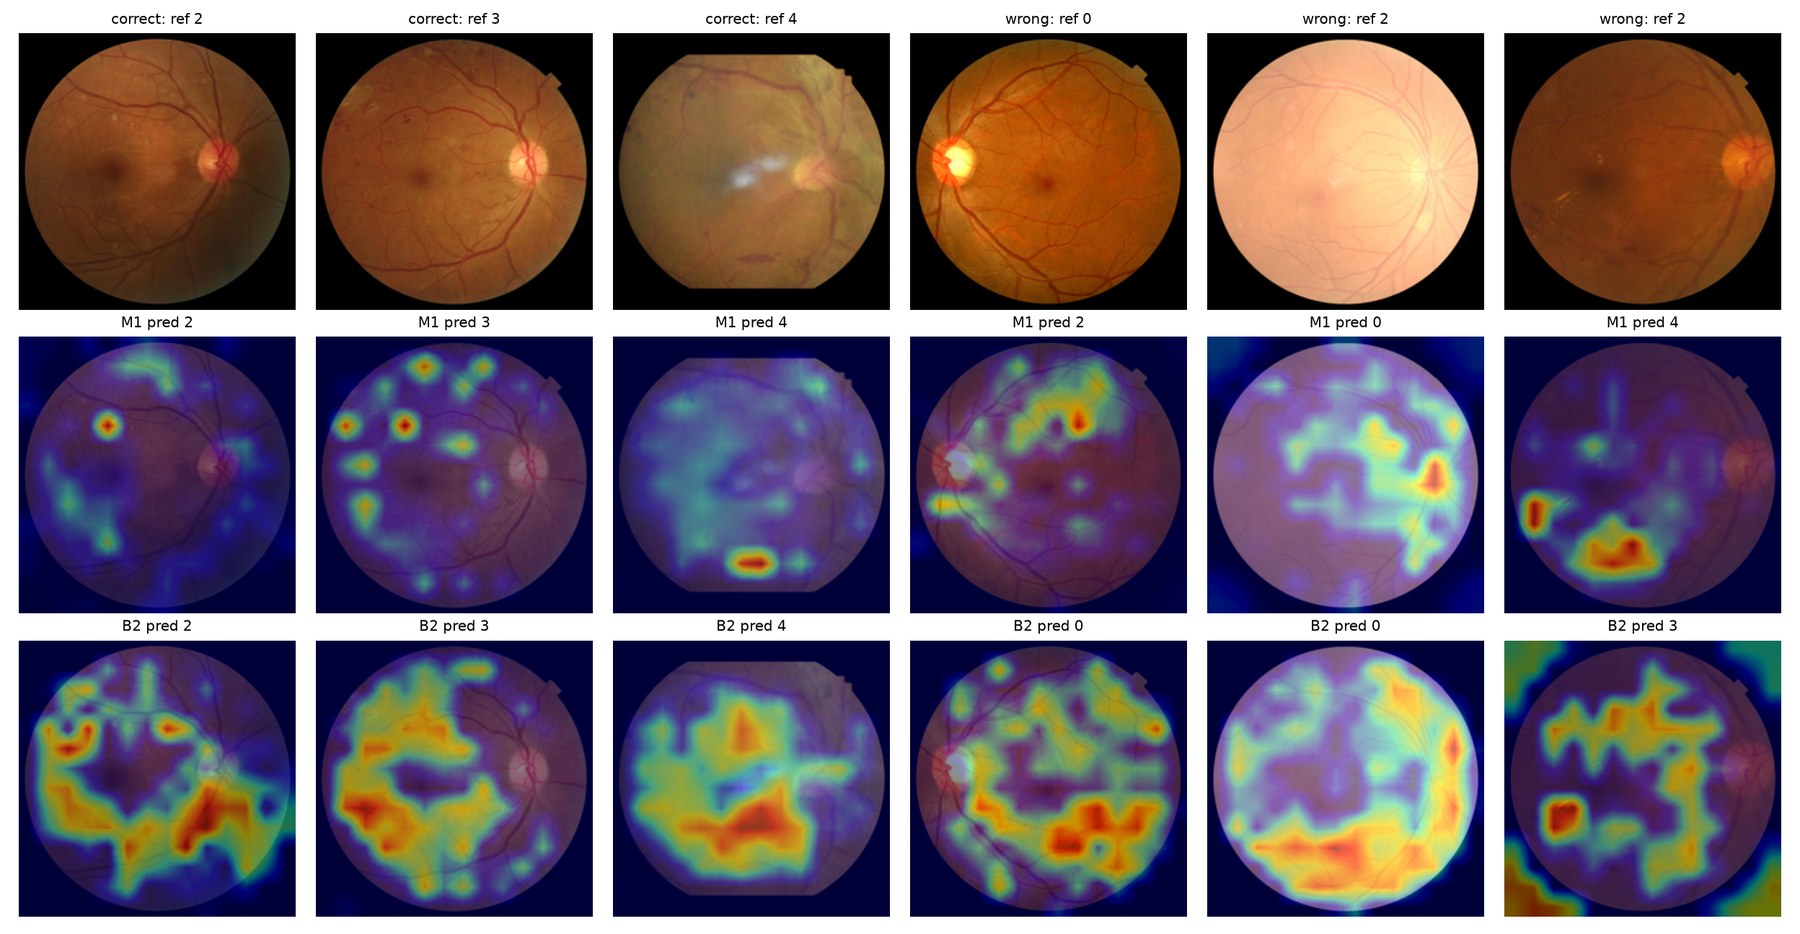 correct: ref 2
correct: ref 3
correct: ref 4
wrong: ref 0
wrong: ref 2
wrong: ref 2
M1 pred 2
M1 pred 3
M1 pred 4
M1 pred 2
M1 pred 0
M1 pred 4
B2 pred 2
B2 pred 3
B2 pred 4
B2 pred 0
B2 pred 0
B2 pred 3